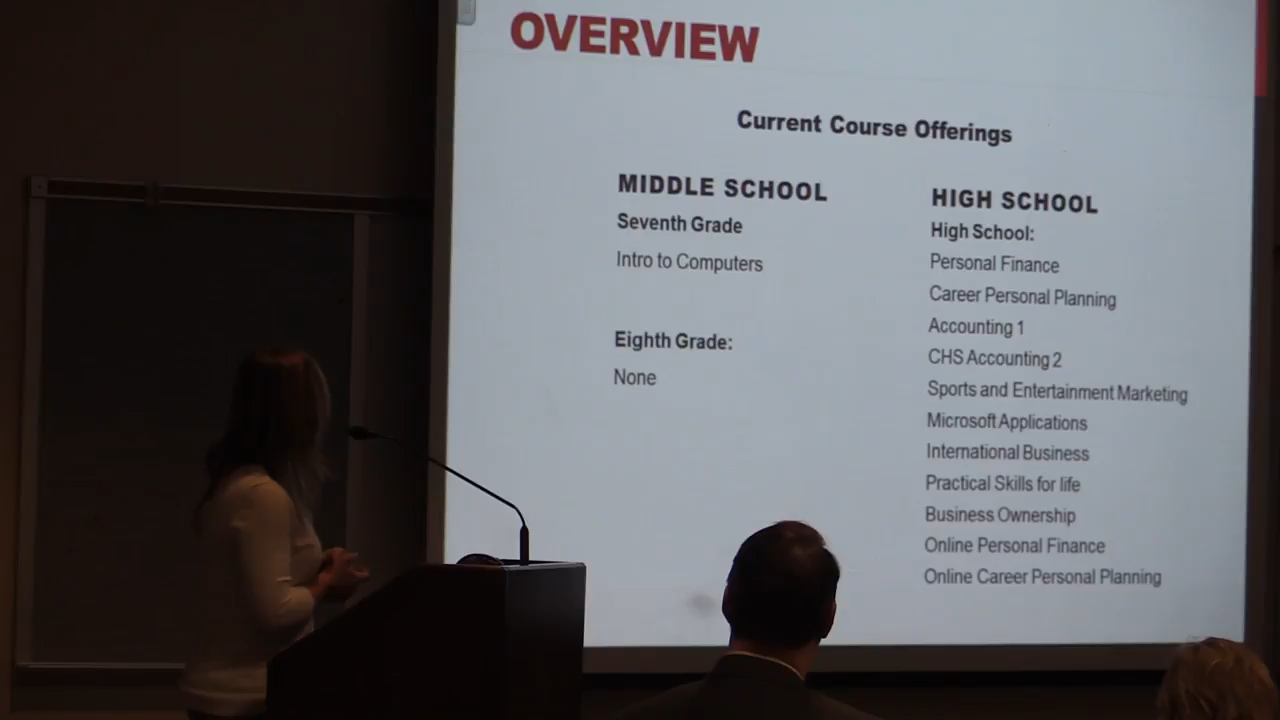 OVERVIEW
Current Course Offerings
MIDDLE SCHOOL
Seventh Grade
Intro to Computers
Eighth Grade:
None
HIGH SCHOOL
High School:
Personal Finance
Career Personal Planning
Accounting 1
CHS Accounting 2
Sports and Entertainment Marketing
Microsoft Applications
International Business
Practical Skills for life
Business Ownership
Online Personal Finance
Online Career Personal Planning